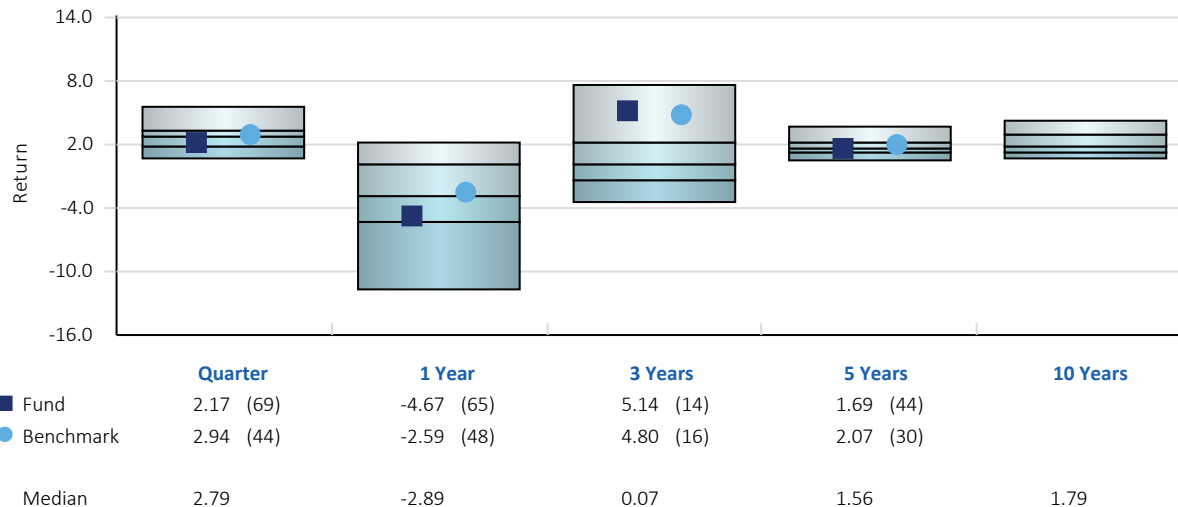 14.0
8.0
2.0
-4.0
-10.0
-16.0
Return
Quarter 1 Year 3 Years 5 Years 10 Years
Fund 2.17 (69) -4.67 (65) 5.14 (14) 1.69 (44)
Benchmark 2.94 (44) -2.59 (48) 4.80 (16) 2.07 (30)
Median 2.79 -2.89 0.07 1.56 1.79